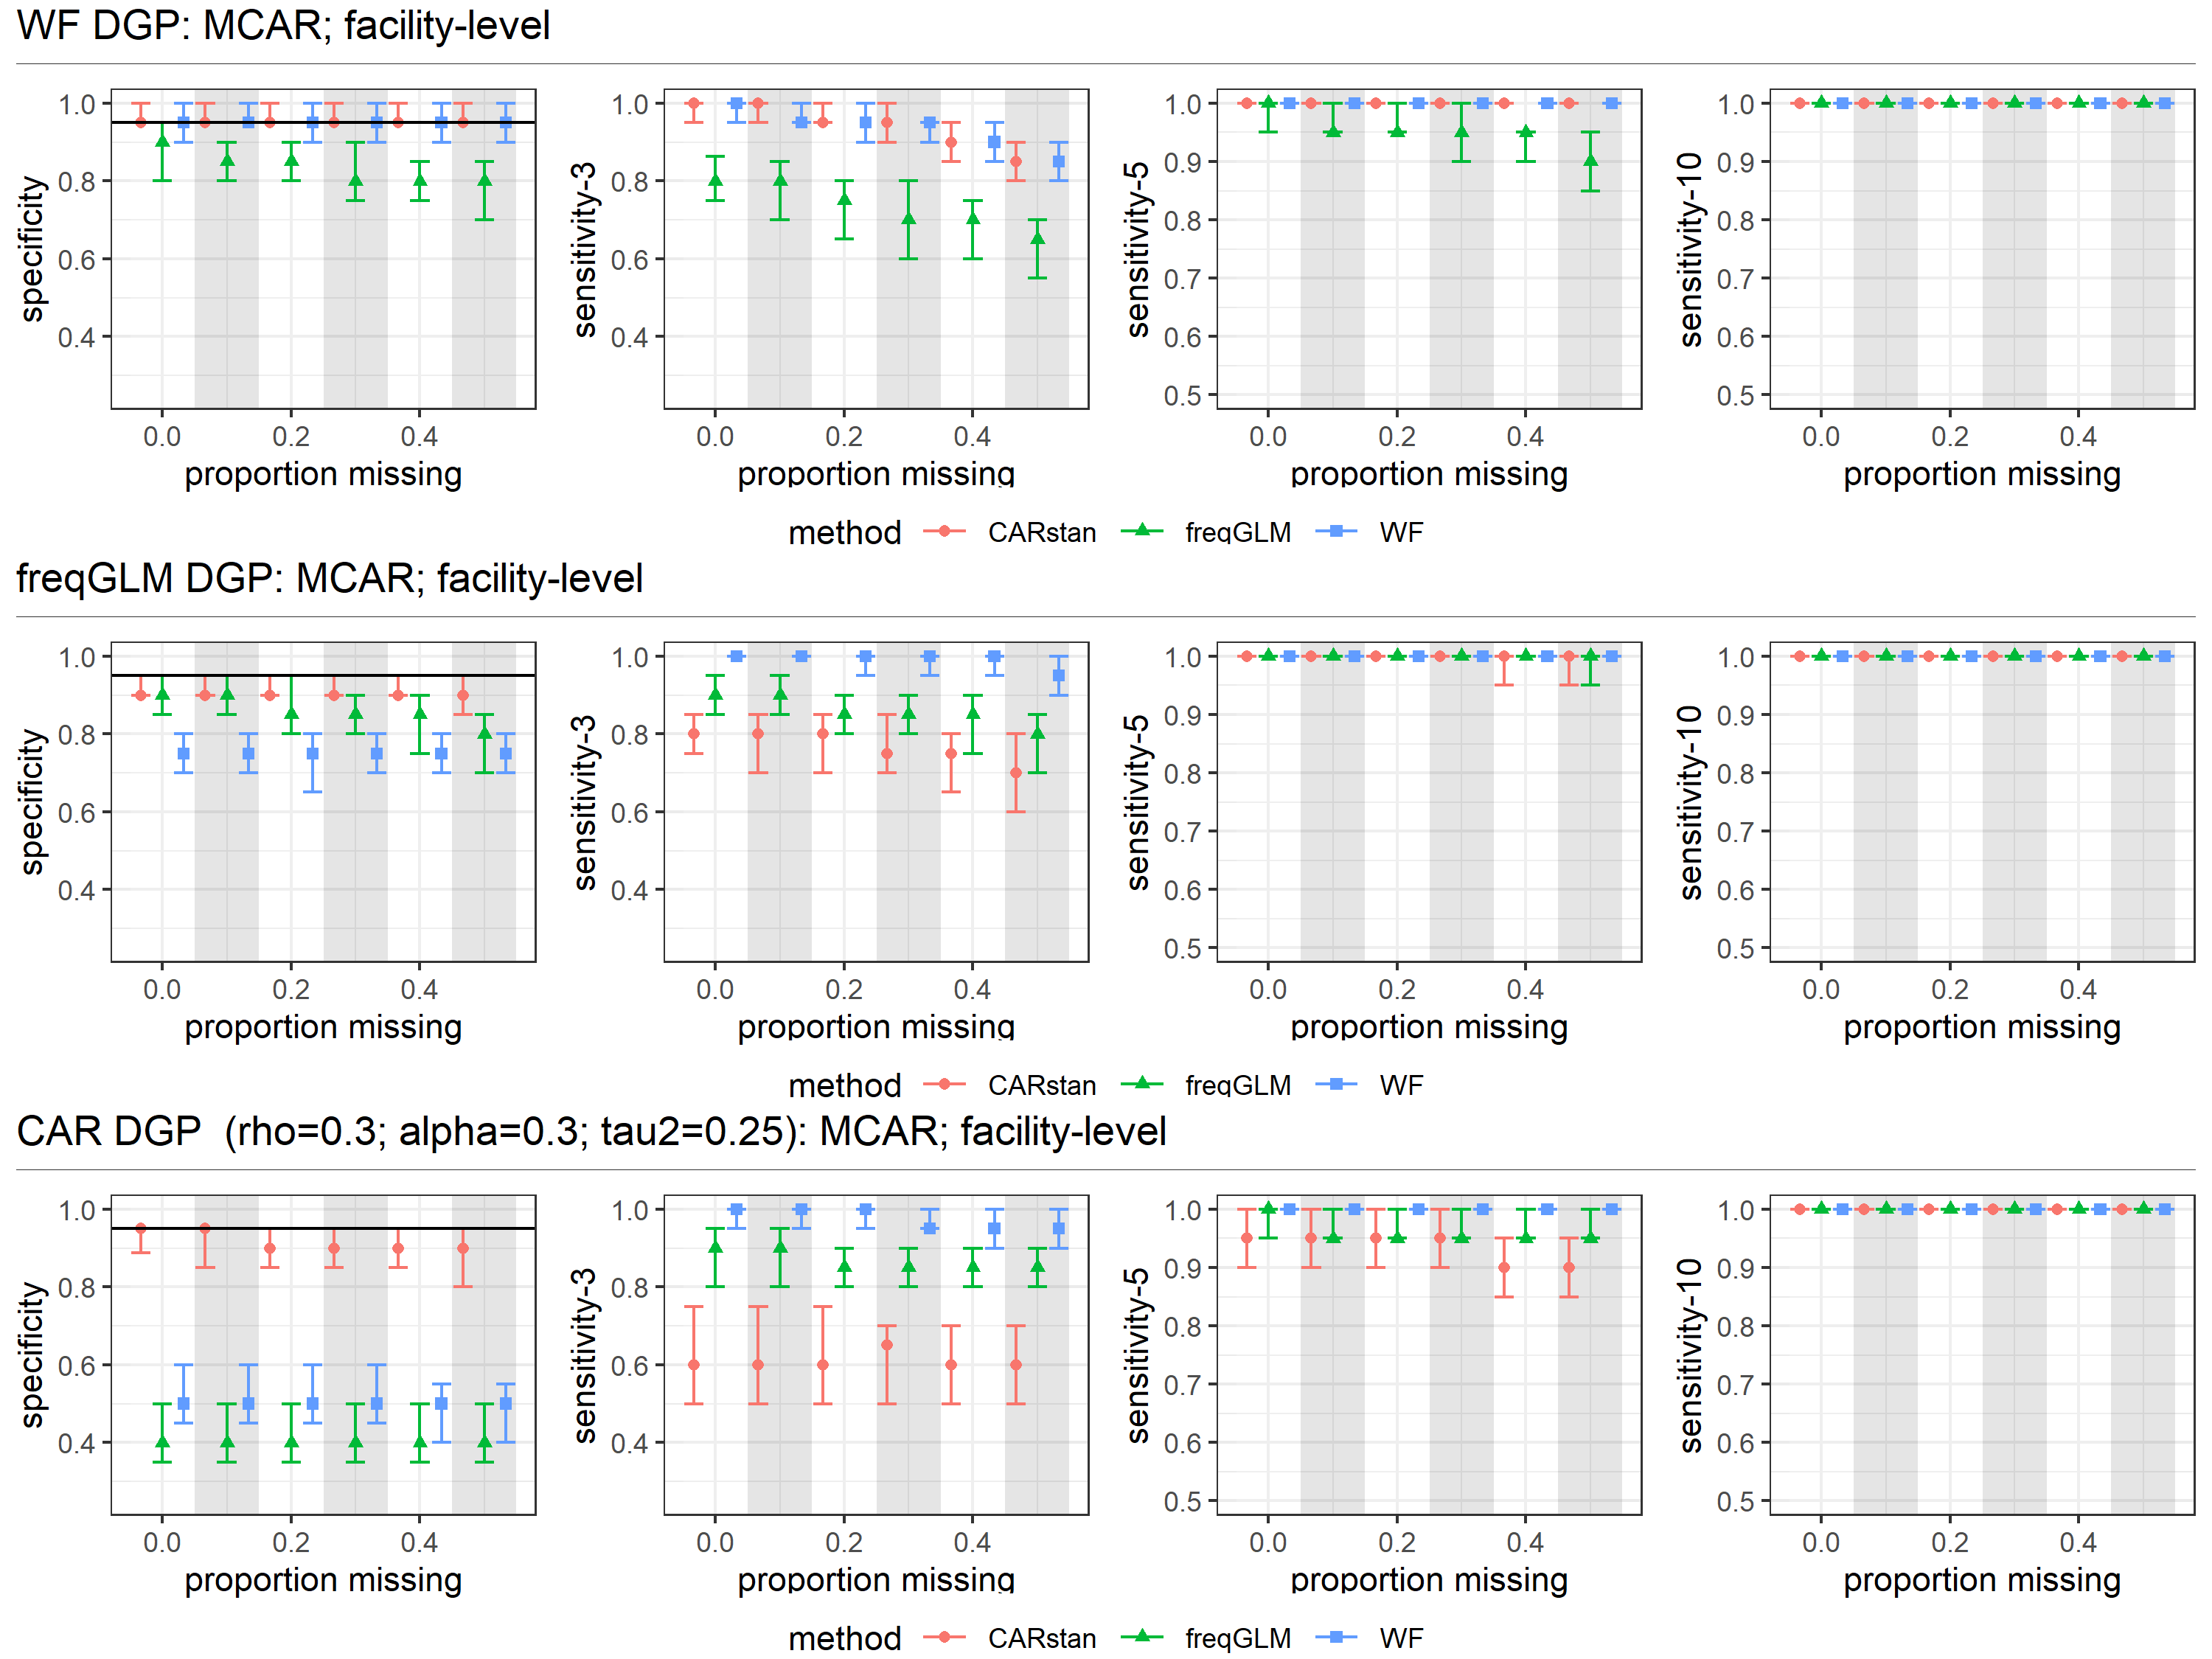 WF DGP: MCAR; facility-level
specificity
1.0
0.8
0.6
0.4
0.0 0.2 0.4
proportion missing
sensitivity-3
1.0
0.8
0.6
0.4
0.0 0.2 0.4
proportion missing
sensitivity-5
1.0
0.9
0.8
0.7
0.6
0.5
0.0 0.2 0.4
proportion missing
sensitivity-10
1.0
0.9
0.8
0.7
0.6
0.5
0.0 0.2 0.4
proportion missing
method CARstan freqGLM WF
freqGLM DGP: MCAR; facility-level
specificity
1.0
0.8
0.6
0.4
0.0 0.2 0.4
proportion missing
sensitivity-3
1.0
0.8
0.6
0.4
0.0 0.2 0.4
proportion missing
sensitivity-5
1.0
0.9
0.8
0.7
0.6
0.5
0.0 0.2 0.4
proportion missing
sensitivity-10
1.0
0.9
0.8
0.7
0.6
0.5
0.0 0.2 0.4
proportion missing
method CARstan freqGLM WF
CAR DGP (rho=0.3; alpha=0.3; tau2=0.25): MCAR; facility-level
specificity
1.0
0.8
0.6
0.4
0.0 0.2 0.4
proportion missing
sensitivity-3
1.0
0.8
0.6
0.4
0.0 0.2 0.4
proportion missing
sensitivity-5
1.0
0.9
0.8
0.7
0.6
0.5
0.0 0.2 0.4
proportion missing
sensitivity-10
1.0
0.9
0.8
0.7
0.6
0.5
0.0 0.2 0.4
proportion missing
method CARstan freqGLM WF